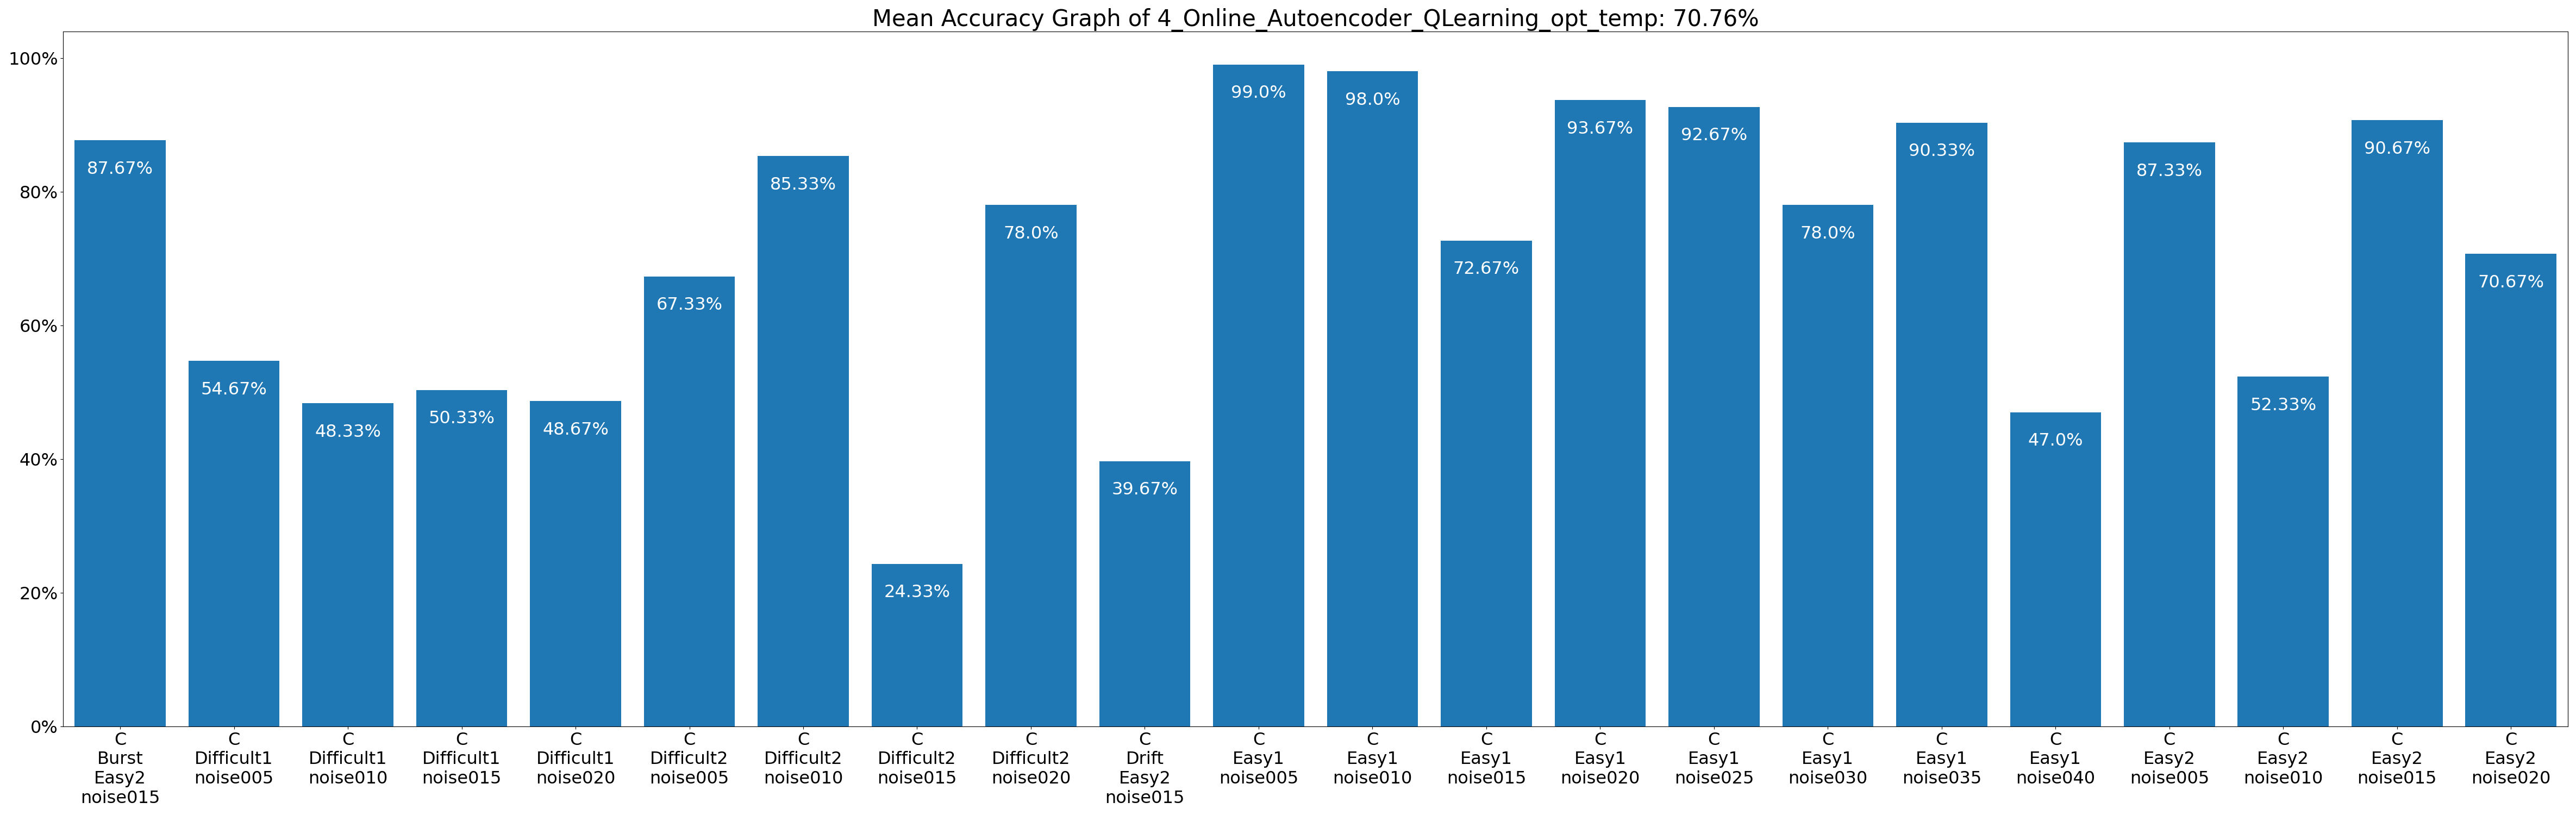 Mean Accuracy Graph of 4_Online_Autoencoder_QLearning_opt_temp: 70.76%
100%
80%
60%
40%
20%
0%
87.67%
54.67%
48.33%
50.33%
48.67%
67.33%
85.33%
24.33%
78.0%
39.67%
99.0%
98.0%
72.67%
93.67%
92.67%
78.0%
90.33%
47.0%
87.33%
52.33%
90.67%
70.67%
C
Burst
Easy2
noise015
C
Difficult1
noise005
C
Difficult1
noise010
C
Difficult1
noise015
C
Difficult1
noise020
C
Difficult2
noise005
C
Difficult2
noise010
C
Difficult2
noise015
C
Difficult2
noise020
C
Drift
Easy2
noise015
C
Easy1
noise005
C
Easy1
noise010
C
Easy1
noise015
C
Easy1
noise020
C
Easy1
noise025
C
Easy1
noise030
C
Easy1
noise035
C
Easy1
noise040
C
Easy2
noise005
C
Easy2
noise010
C
Easy2
noise015
C
Easy2
noise020